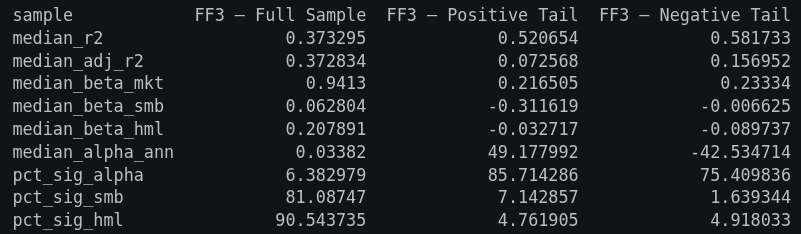 sample FF3 – Full Sample FF3 – Positive Tail FF3 – Negative Tail
median_r2 0.373295 0.520654 0.581733
median_adj_r2 0.372834 0.072568 0.156952
median_beta_mkt 0.9413 0.216505 0.23334
median_beta_smb 0.062804 -0.311619 -0.006625
median_beta_hml 0.207891 -0.032717 -0.089737
median_alpha_ann 0.03382 49.177992 -42.534714
pct_sig_alpha 6.382979 85.714286 75.409836
pct_sig_smb 81.08747 7.142857 1.639344
pct_sig_hml 90.543735 4.761905 4.918033